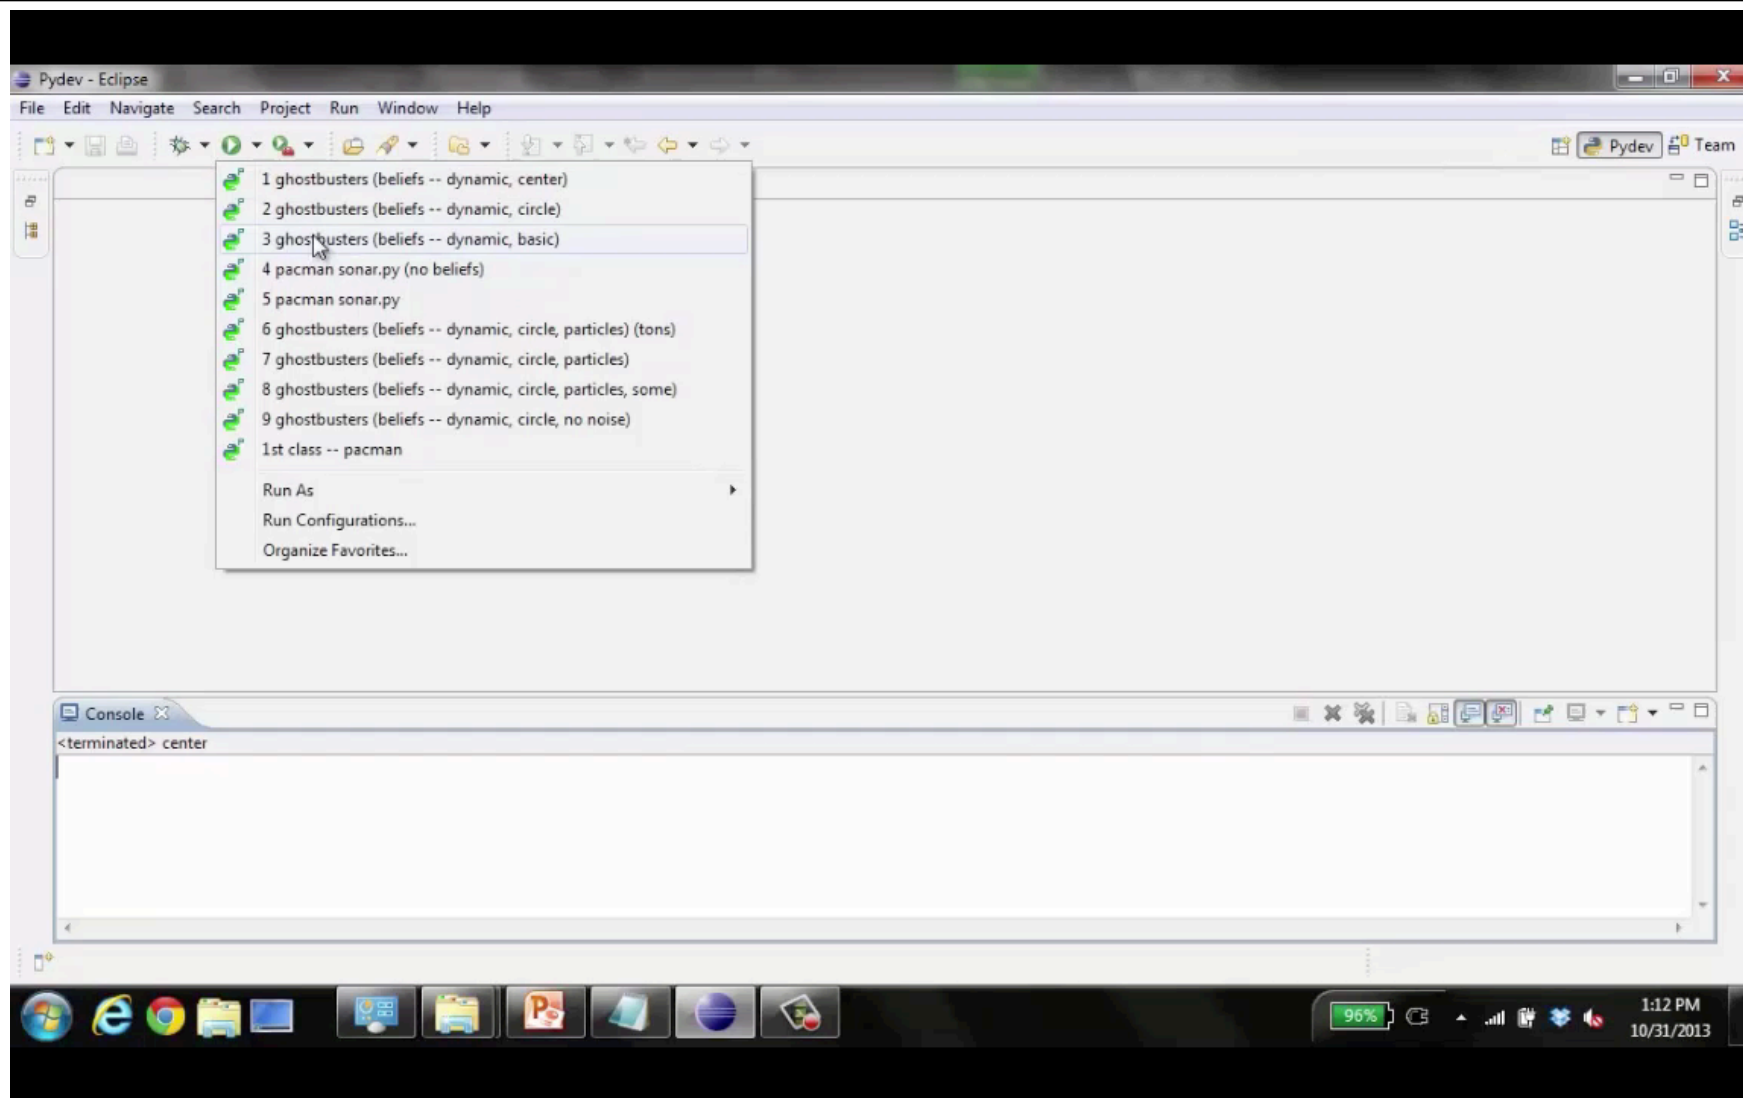 Pydev - Eclipse
File Edit Navigate Search Project Run Window Help
Pydev Team
1 ghostbusters (beliefs -- dynamic, center)
2 ghostbusters (beliefs -- dynamic, circle)
3 ghostbusters (beliefs -- dynamic, basic)
4 pacman sonar.py (no beliefs)
5 pacman sonar.py
6 ghostbusters (beliefs -- dynamic, circle, particles) (tons)
7 ghostbusters (beliefs -- dynamic, circle, particles)
8 ghostbusters (beliefs -- dynamic, circle, particles, some)
9 ghostbusters (beliefs -- dynamic, circle, no noise)
1st class -- pacman
Run As
Run Configurations...
Organize Favorites...
Console
<terminated> center
96%
1:12 PM
10/31/2013